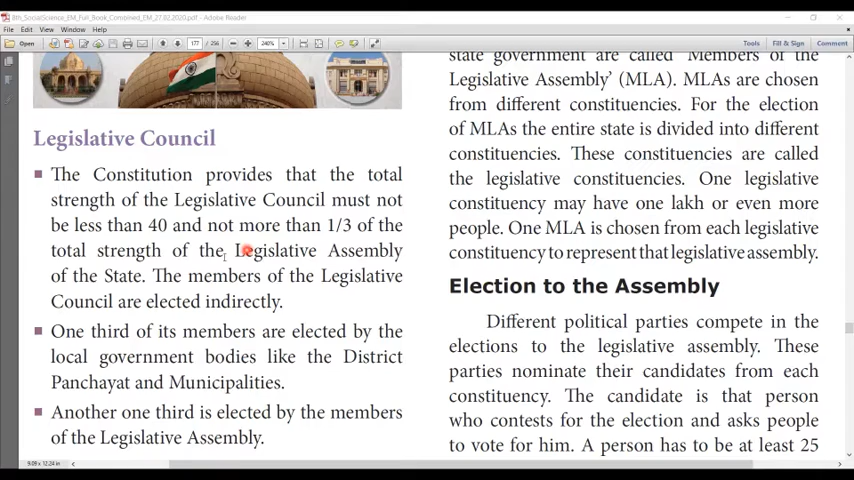 8th_SocialScience_EM_Full_Book_Combined_EM_27.02.2020.pdf - Adobe Reader
File Edit View Window Help
Open
177 / 256
240%
Tools Fill & Sign Comment
Legislative Council
The Constitution provides that the total
strength of the Legislative Council must not
be less than 40 and not more than 1/3 of the
total strength of the Legislative Assembly
of the State. The members of the Legislative
Council are elected indirectly.
One third of its members are elected by the
local government bodies like the District
Panchayat and Municipalities.
Another one third is elected by the members
of the Legislative Assembly.
state government are called ‘Members of the
Legislative Assembly’ (MLA). MLAs are chosen
from different constituencies. For the election
of MLAs the entire state is divided into different
constituencies. These constituencies are called
the legislative constituencies. One legislative
constituency may have one lakh or even more
people. One MLA is chosen from each legislative
constituency to represent that legislative assembly.
Election to the Assembly
Different political parties compete in the
elections to the legislative assembly. These
parties nominate their candidates from each
constituency. The candidate is that person
who contests for the election and asks people
to vote for him. A person has to be at least 25
9.09 x 12.24 in